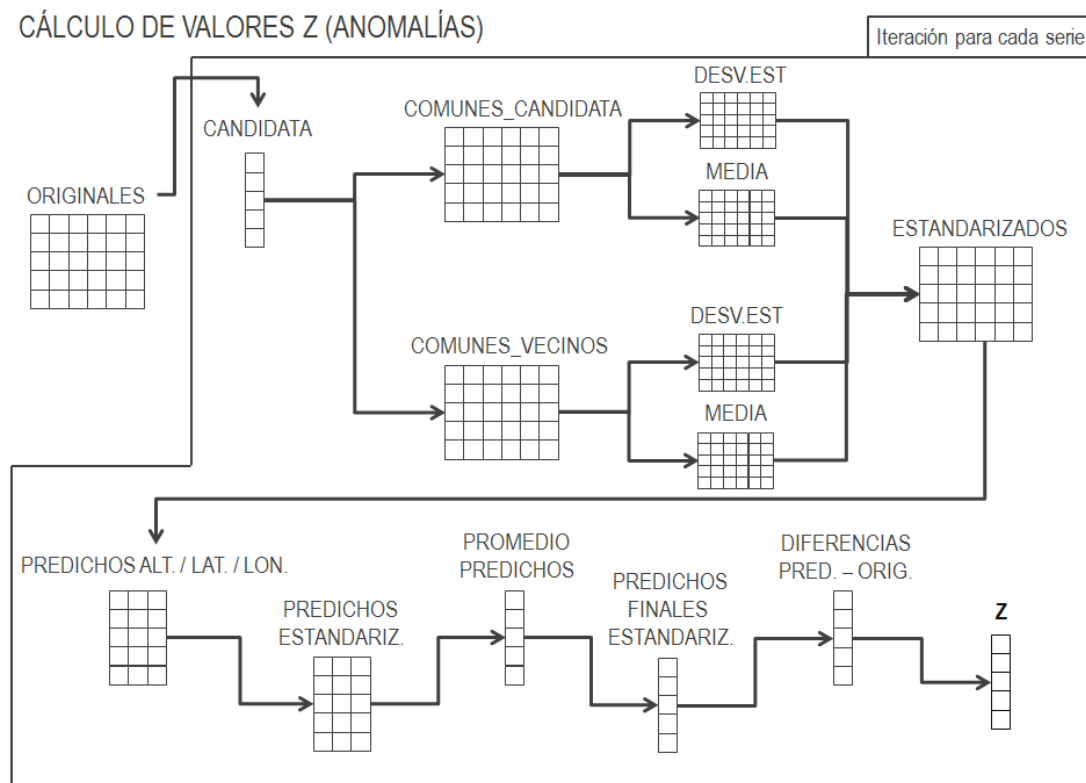 CÁLCULO DE VALORES Z (ANOMALÍAS)
Iteración para cada serie
ORIGINALES
CANDIDATA
COMUNES_CANDIDATA
DESV.EST
MEDIA
ESTANDARIZADOS
COMUNES_VECINOS
DESV.EST
MEDIA
PREDICHOS ALT. / LAT. / LON.
PREDICHOS
ESTANDARIZ.
PROMEDIO
PREDICHOS
PREDICHOS
FINALES
ESTANDARIZ.
DIFERENCIAS
PRED. – ORIG.
Z